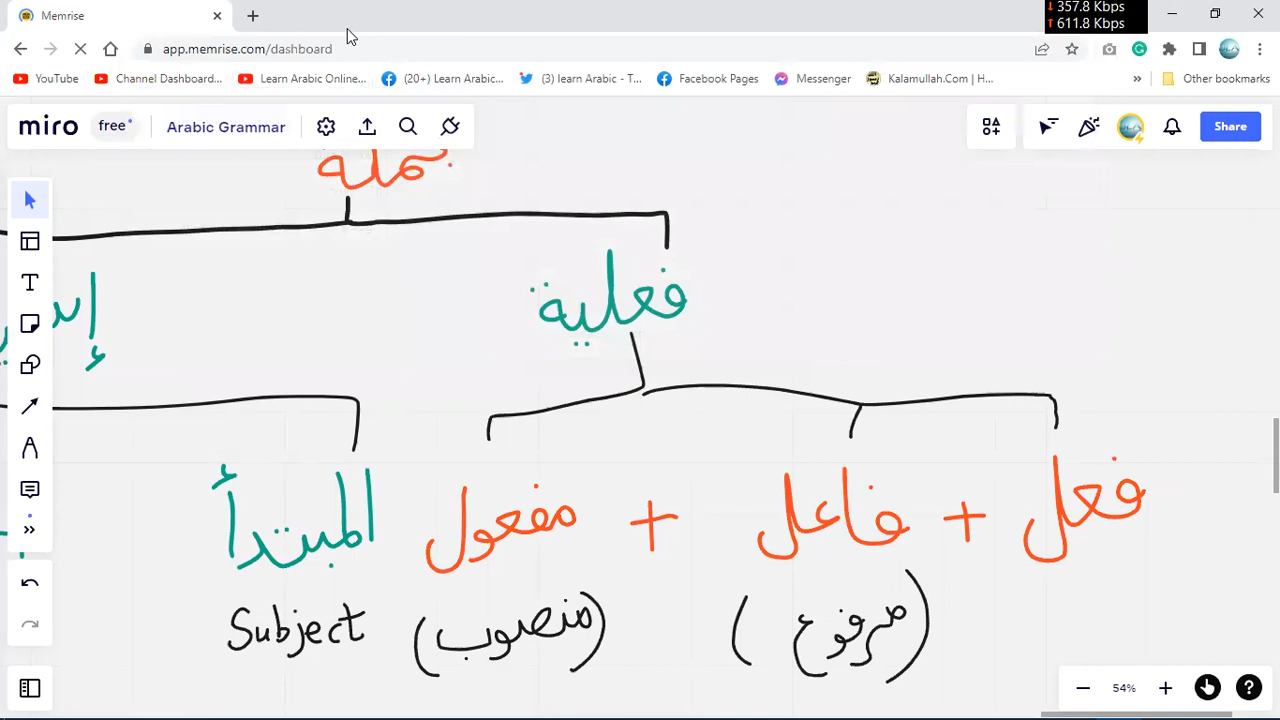 Memrise
357.8 Kbps
611.8 Kbps
app.memrise.com/dashboard
YouTube
Channel Dashboard...
Learn Arabic Online...
(20+) Learn Arabic...
(3) learn Arabic - T...
Facebook Pages
Messenger
Kalamullah.Com | H...
»
Other bookmarks
miro
free
Arabic Grammar
Share
جملة
فعلية
فعل + فاعل + مفعول
المبتدأ
(مرفوع)
(منصوب)
Subject
54%